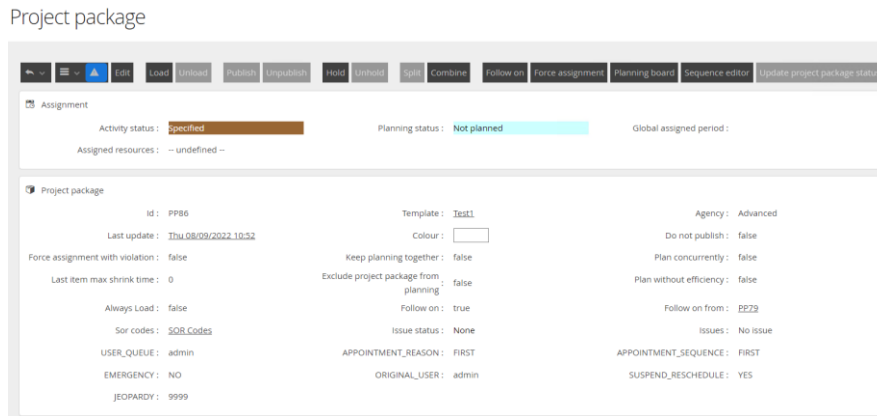 Project package
Edit Load Unload Publish Unpublish Hold Unhold Split Combine Follow on Force assignment Planning board Sequence editor Update project package status
Assignment
Activity status : Specified Planning status : Not planned Global assigned period :
Assigned resources : -- undefined --
Project package
Id : PP86 Template : Test1 Agency : Advanced
Last update : Thu 08/09/2022 10:52 Colour : Do not publish : false
Force assignment with violation : false Keep planning together : false Plan concurrently : false
Last item max shrink time : 0 Exclude project package from planning : false Plan without efficiency : false
Always Load : false Follow on : true Follow on from : PP79
Sor codes : SOR Codes Issue status : None Issues : No issue
USER_QUEUE : admin APPOINTMENT_REASON : FIRST APPOINTMENT_SEQUENCE : FIRST
EMERGENCY : NO ORIGINAL_USER : admin SUSPEND_RESCHEDULE : YES
JEOPARDY : 9999